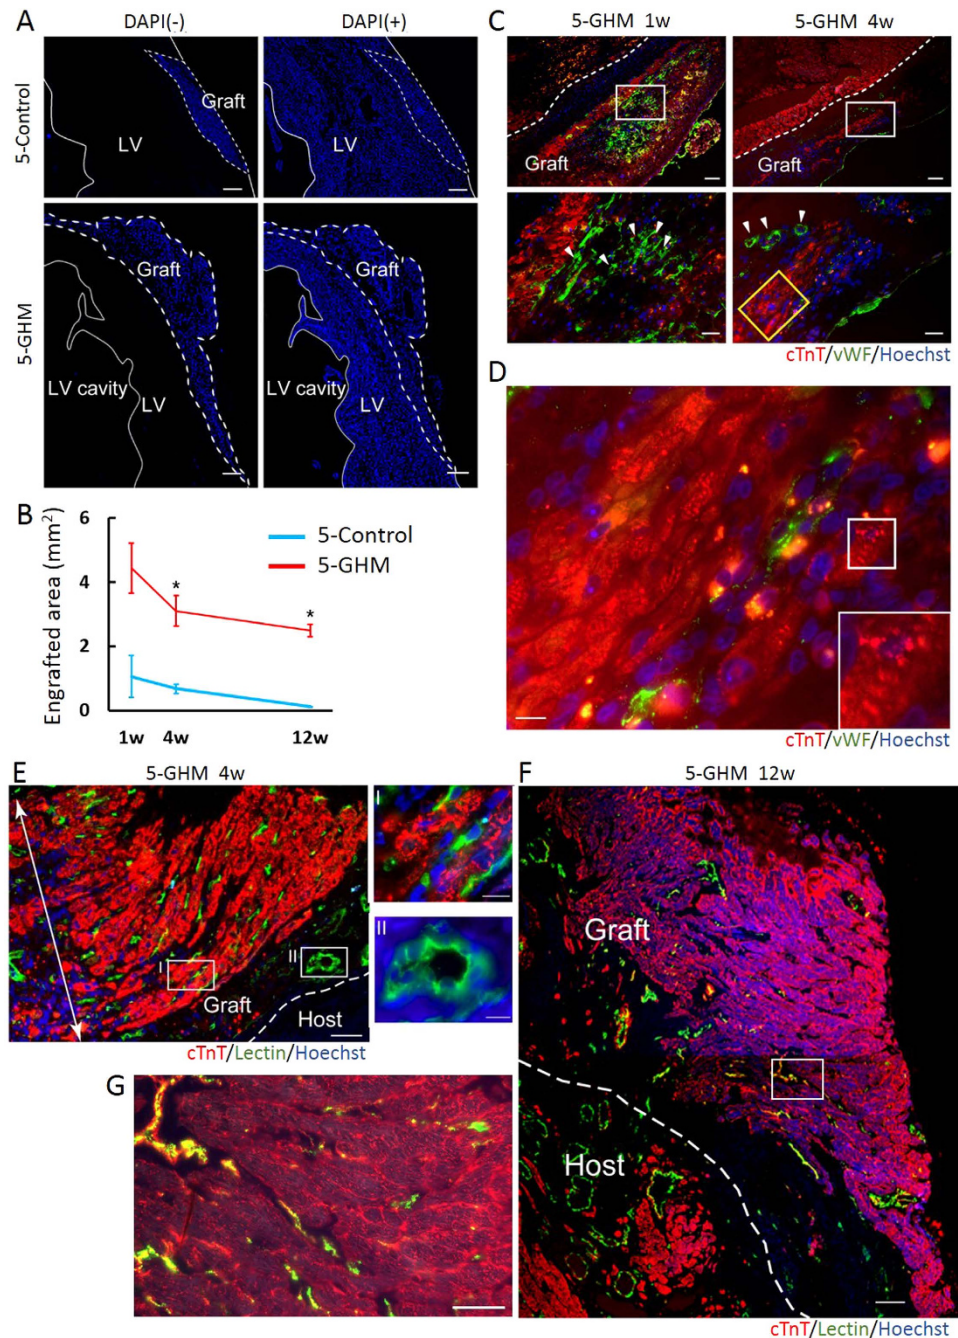 A
DAPI(-)
DAPI(+)
5-Control
Graft
LV
LV
5-GHM
Graft
LV cavity
LV
Graft
LV cavity
LV
B
Engrafted area (mm²)
6
4
2
0
5-Control
5-GHM
*
*
1w
4w
12w
C
5-GHM 1w
5-GHM 4w
Graft
Graft
cTnT/vWF/Hoechst
D
cTnT/vWF/Hoechst
E
5-GHM 4w
I
II
Graft
Host
I
II
cTnT/Lectin/Hoechst
F
5-GHM 12w
Graft
Host
cTnT/Lectin/Hoechst
G